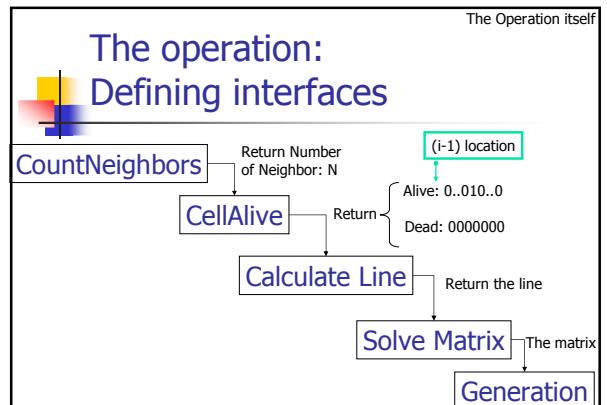 The Operation itself
The operation:
Defining interfaces
CountNeighbors
Return Number
of Neighbor: N
(i-1) location
CellAlive
Return
Alive: 0..010..0
Dead: 0000000
Calculate Line
Return the line
Solve Matrix
The matrix
Generation